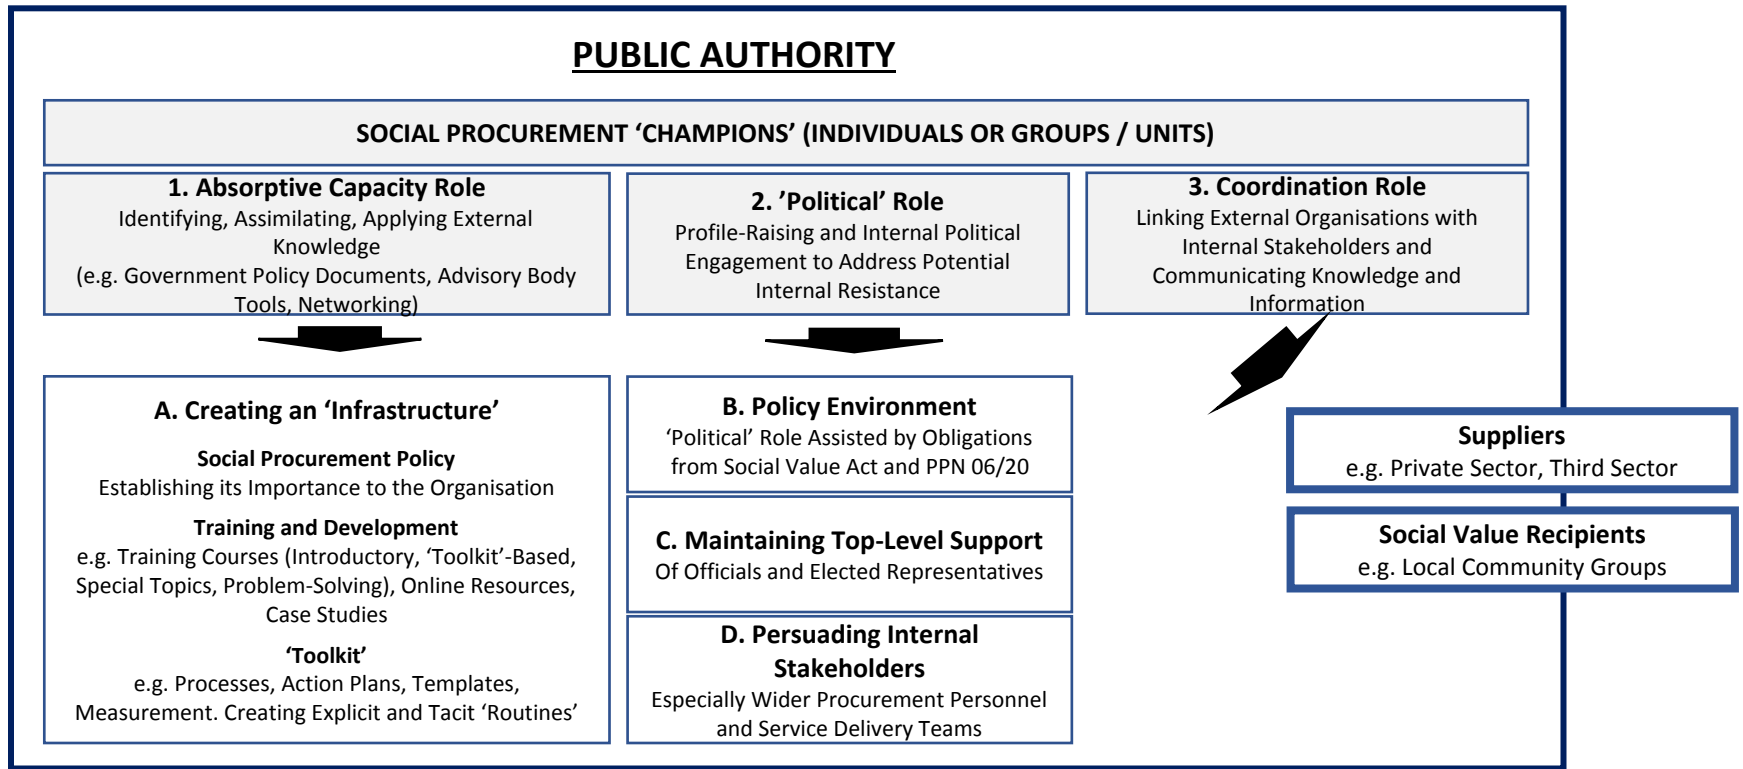 PUBLIC AUTHORITY
SOCIAL PROCUREMENT ‘CHAMPIONS’ (INDIVIDUALS OR GROUPS / UNITS)
1. Absorptive Capacity Role
Identifying, Assimilating, Applying External
Knowledge
(e.g. Government Policy Documents, Advisory Body
Tools, Networking)
2. ’Political’ Role
Profile-Raising and Internal Political
Engagement to Address Potential
Internal Resistance
3. Coordination Role
Linking External Organisations with
Internal Stakeholders and
Communicating Knowledge and
Information
A. Creating an ‘Infrastructure’
Social Procurement Policy
Establishing its Importance to the Organisation
Training and Development
e.g. Training Courses (Introductory, ‘Toolkit’-Based,
Special Topics, Problem-Solving), Online Resources,
Case Studies
‘Toolkit’
e.g. Processes, Action Plans, Templates,
Measurement. Creating Explicit and Tacit ‘Routines’
B. Policy Environment
‘Political’ Role Assisted by Obligations
from Social Value Act and PPN 06/20
C. Maintaining Top-Level Support
Of Officials and Elected Representatives
D. Persuading Internal
Stakeholders
Especially Wider Procurement Personnel
and Service Delivery Teams
Suppliers
e.g. Private Sector, Third Sector
Social Value Recipients
e.g. Local Community Groups